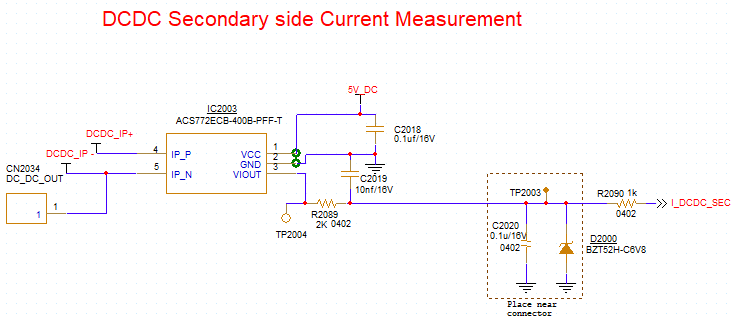 DCDC Secondary side Current Measurement
5V_DC
IC2003
ACS772ECB-400B-PFF-T
C2018
0.1uf/16V
DCDC_IP+
4
IP_P
VCC
1
DCDC_IP -
5
IP_N
GND
2
VIOUT
3
CN2034
DC_DC_OUT
1
1
C2019
10nf/16V
TP2003
R2090
1k
I_DCDC_SEC
0402
TP2004
R2089
2K
0402
C2020
0.1u/16V
0402
D2000
BZT52H-C6V8
Place near
connector